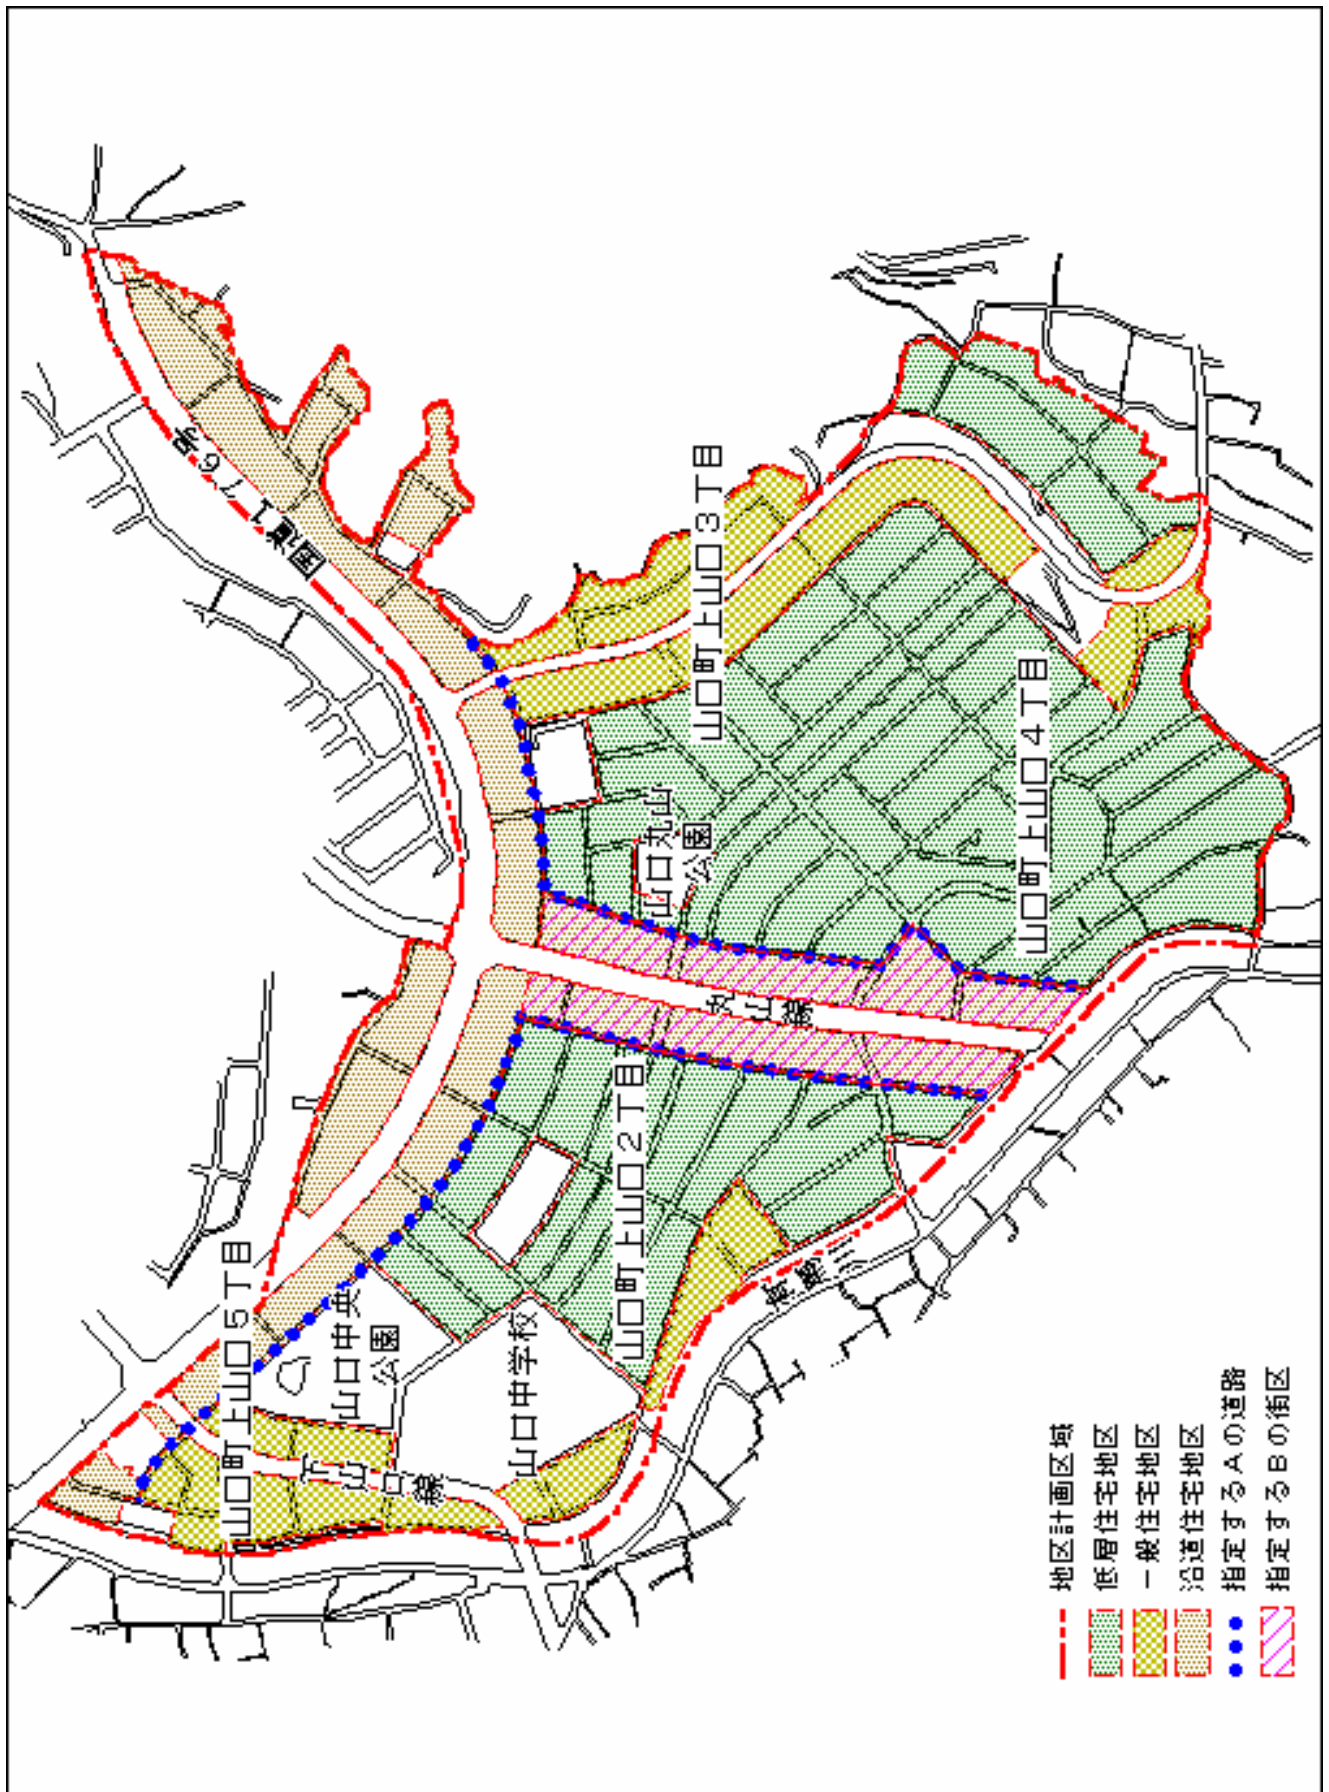 国道176号
山口町上山口5丁目
山口中央
公園
下山口線
山口中学校
山口町上山口2丁目
有馬川
丸山線
山口丸山
公園
山口町上山口3丁目
山口町上山口4丁目
地区計画区域
低層住宅地区
一般住宅地区
沿道住宅地区
指定するAの道路
指定するBの街区